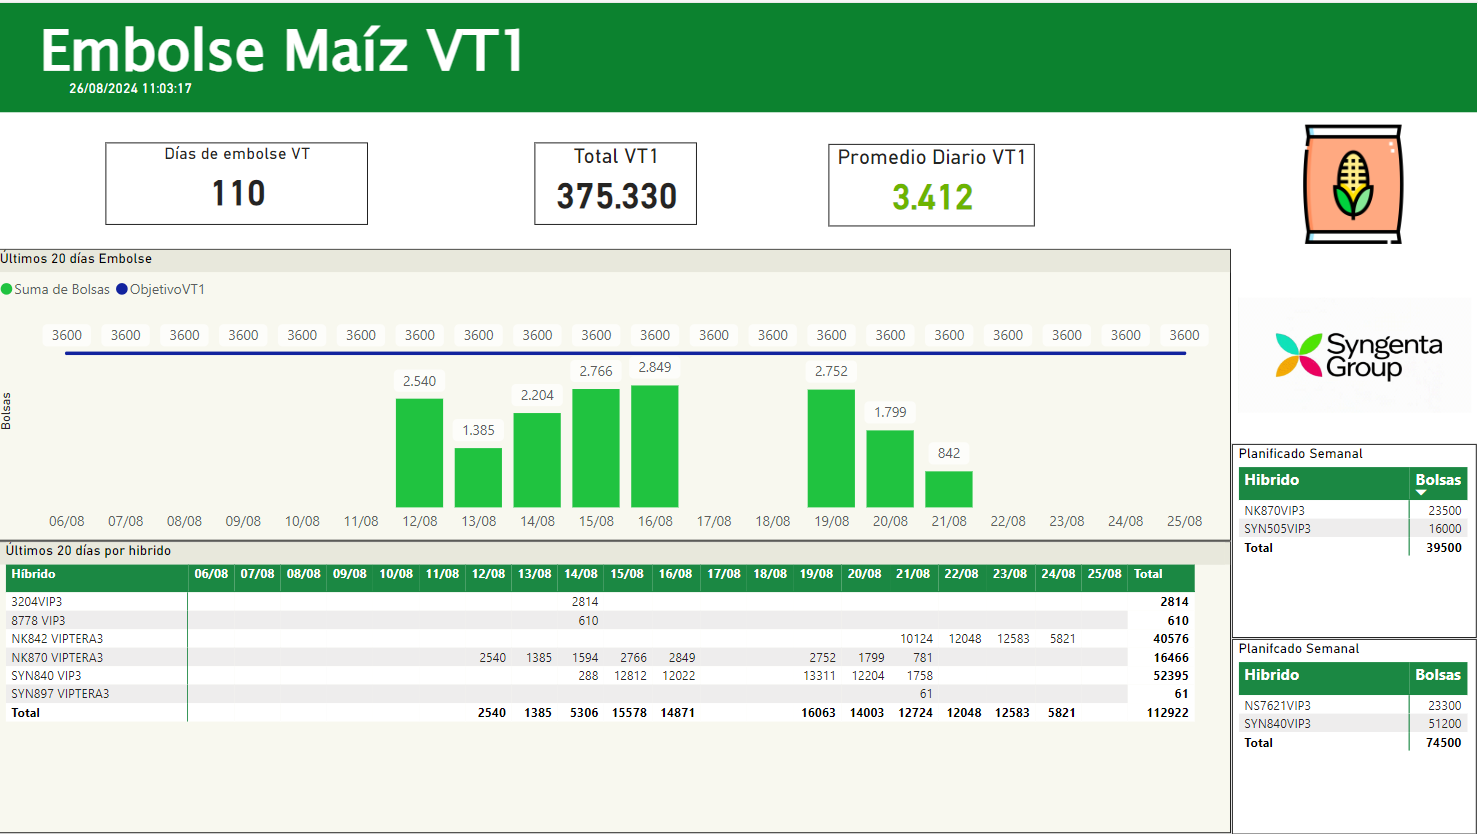 Embolse Maíz VT1
26/08/2024 11:03:17
Días de embolse VT
110
Total VT1
375.330
Promedio Diario VT1
3.412
Últimos 20 días Embolse
Suma de Bolsas ObjetivoVT1
3600 3600 3600 3600 3600 3600 3600 3600 3600 3600 3600 3600 3600 3600 3600 3600 3600 3600 3600 3600
2.540 1.385 2.204 2.766 2.849 2.752 1.799 842
Bolsas
06/08 07/08 08/08 09/08 10/08 11/08 12/08 13/08 14/08 15/08 16/08 17/08 18/08 19/08 20/08 21/08 22/08 23/08 24/08 25/08
Syngenta
Group
Últimos 20 días por hibrido
Híbrido 06/08 07/08 08/08 09/08 10/08 11/08 12/08 13/08 14/08 15/08 16/08 17/08 18/08 19/08 20/08 21/08 22/08 23/08 24/08 25/08 Total
3204VIP3 2814 2814
8778 VIP3 610 610
NK842 VIPTERA3 10124 12048 12583 5821 40576
NK870 VIPTERA3 2540 1385 1594 2766 2849 2752 1799 781 16466
SYN840 VIP3 288 12812 12022 13311 12204 1758 52395
SYN897 VIPTERA3 61 61
Total 2540 1385 5306 15578 14871 16063 14003 12724 12048 12583 5821 112922
Planificado Semanal
Hibrido Bolsas
NK870VIP3 23500
SYN505VIP3 16000
Total 39500
Planifcado Semanal
Hibrido Bolsas
NS7621VIP3 23300
SYN840VIP3 51200
Total 74500